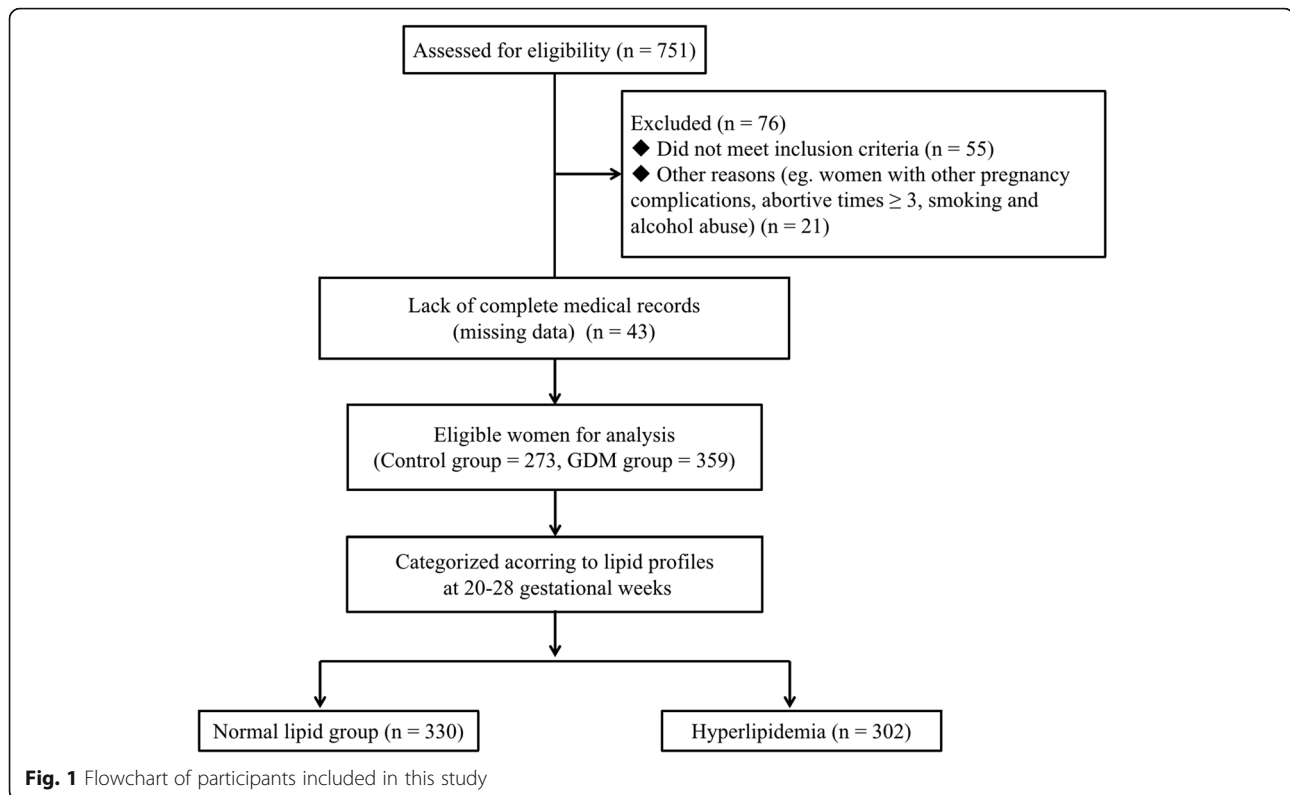 Assessed for eligibility (n = 751)
Excluded (n = 76)
◆ Did not meet inclusion criteria (n = 55)
◆ Other reasons (eg. women with other pregnancy
complications, abortive times ≥ 3, smoking and
alcohol abuse) (n = 21)
Lack of complete medical records
(missing data) (n = 43)
Eligible women for analysis
(Control group = 273, GDM group = 359)
Categorized acorring to lipid profiles
at 20-28 gestational weeks
Normal lipid group (n = 330)
Hyperlipidemia (n = 302)
Fig. 1 Flowchart of participants included in this study